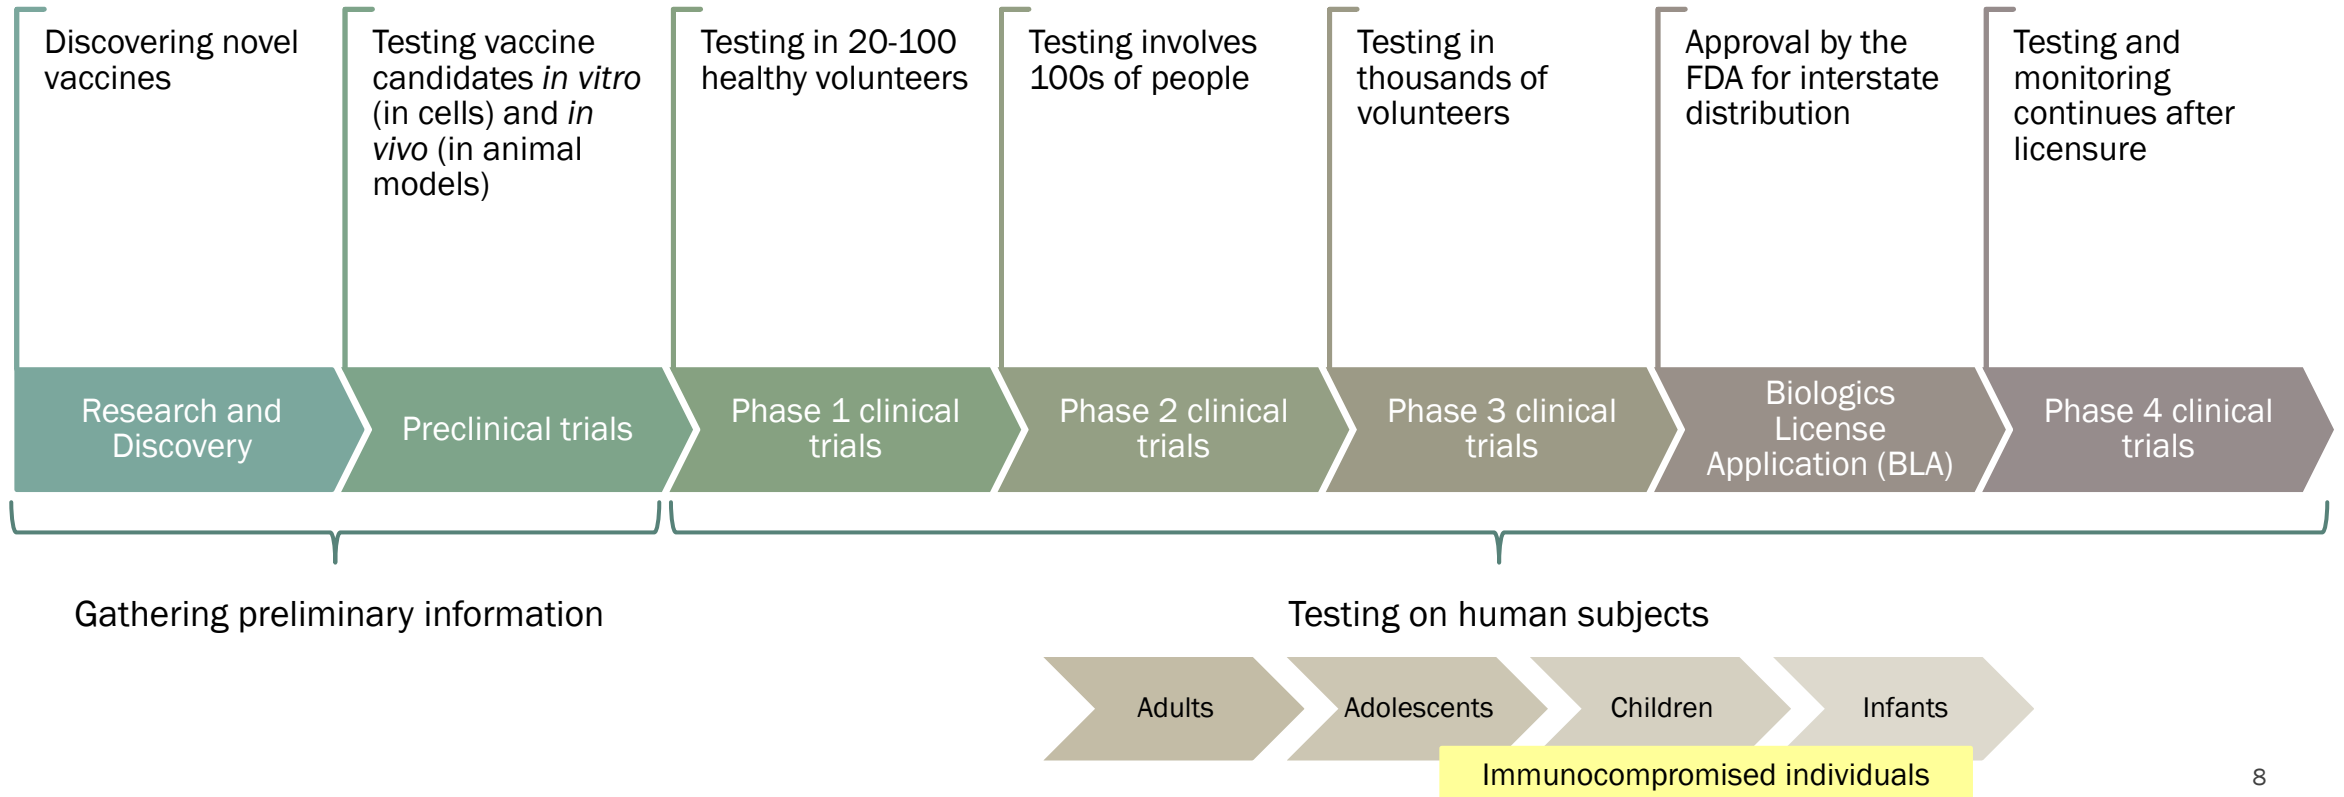 Discovering novel
vaccines
Testing vaccine
candidates in vitro
(in cells) and in
vivo (in animal
models)
Testing in 20-100
healthy volunteers
Testing involves
100s of people
Testing in
thousands of
volunteers
Approval by the
FDA for interstate
distribution
Testing and
monitoring
continues after
licensure
Research and
Discovery
Preclinical trials
Phase 1 clinical
trials
Phase 2 clinical
trials
Phase 3 clinical
trials
Biologics
License
Application (BLA)
Phase 4 clinical
trials
Gathering preliminary information
Testing on human subjects
Adults
Adolescents
Children
Infants
Immunocompromised individuals
8